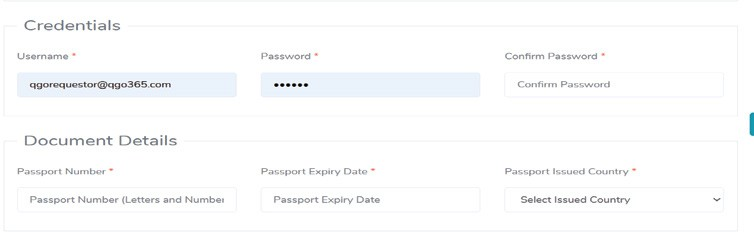 Credentials
Username * Password * Confirm Password *
qgorequestor@qgo365.com •••••• Confirm Password
Document Details
Passport Number * Passport Expiry Date * Passport Issued Country *
Passport Number (Letters and Number Passport Expiry Date Select Issued Country